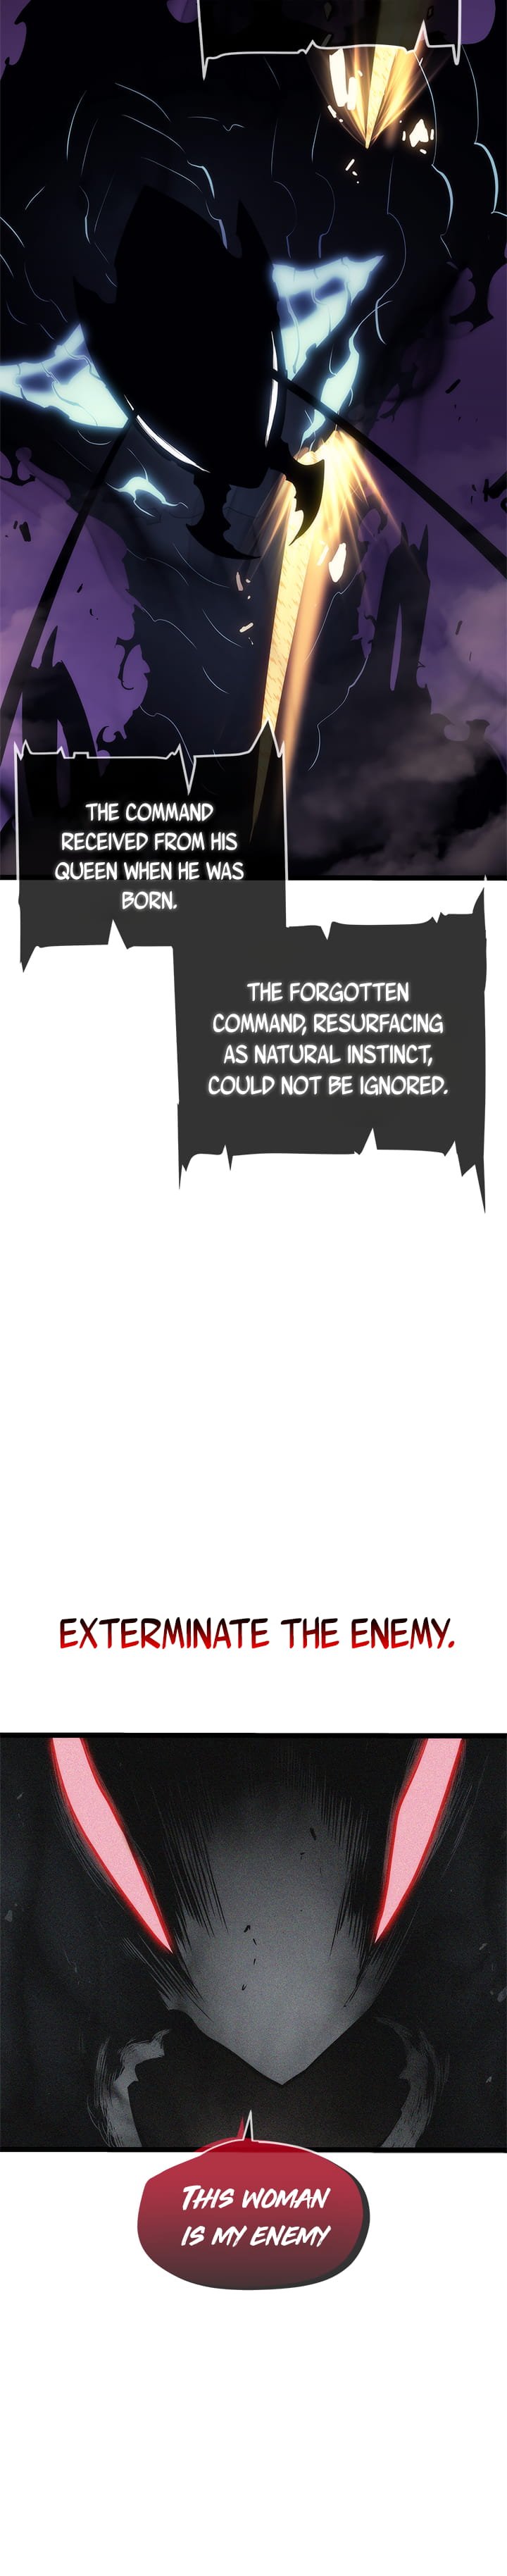 THE COMMAND
RECEIVED FROM HIS
QUEEN WHEN HE WAS
BORN.
THE FORGOTTEN
COMMAND, RESURFACING
AS NATURAL INSTINCT,
COULD NOT BE IGNORED.
EXTERMINATE THE ENEMY.
THIS WOMAN
IS MY ENEMY